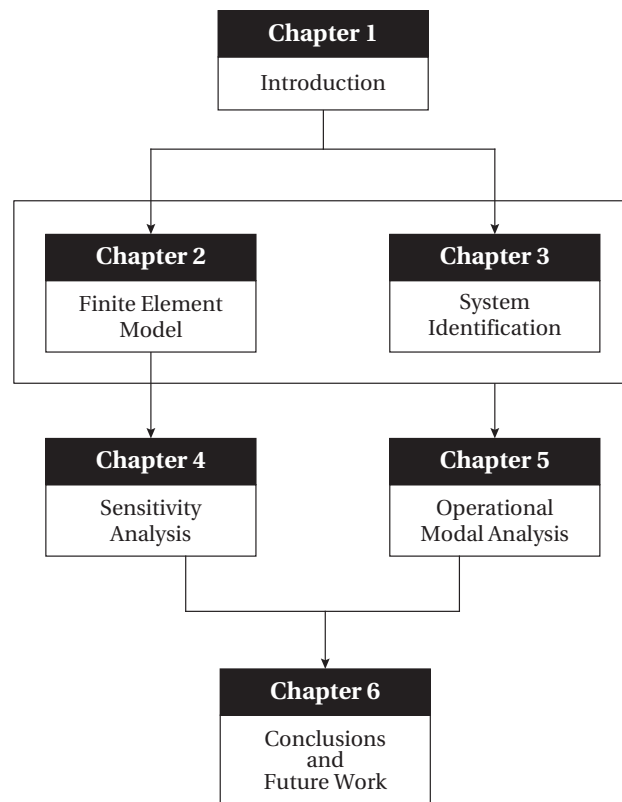 Chapter 1
Introduction
Chapter 2
Finite Element
Model
Chapter 3
System
Identification
Chapter 4
Sensitivity
Analysis
Chapter 5
Operational
Modal Analysis
Chapter 6
Conclusions
and
Future Work